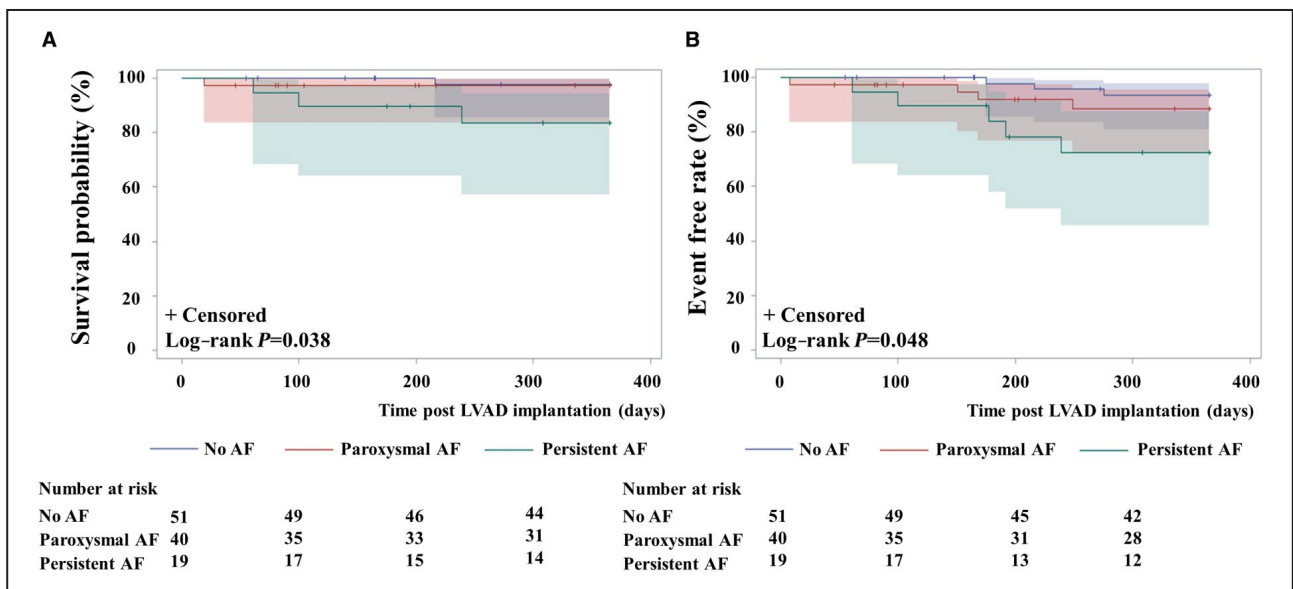 A
Survival probability (%)
100
80
60
40
20
0
+ Censored
Log-rank P=0.038
0 100 200 300 400
Time post LVAD implantation (days)
No AF Paroxysmal AF Persistent AF
Number at risk
No AF 51 49 46 44
Paroxysmal AF 40 35 33 31
Persistent AF 19 17 15 14
B
Event free rate (%)
100
80
60
40
20
0
+ Censored
Log-rank P=0.048
0 100 200 300 400
Time post LVAD implantation (days)
No AF Paroxysmal AF Persistent AF
Number at risk
No AF 51 49 45 42
Paroxysmal AF 40 35 31 28
Persistent AF 19 17 13 12